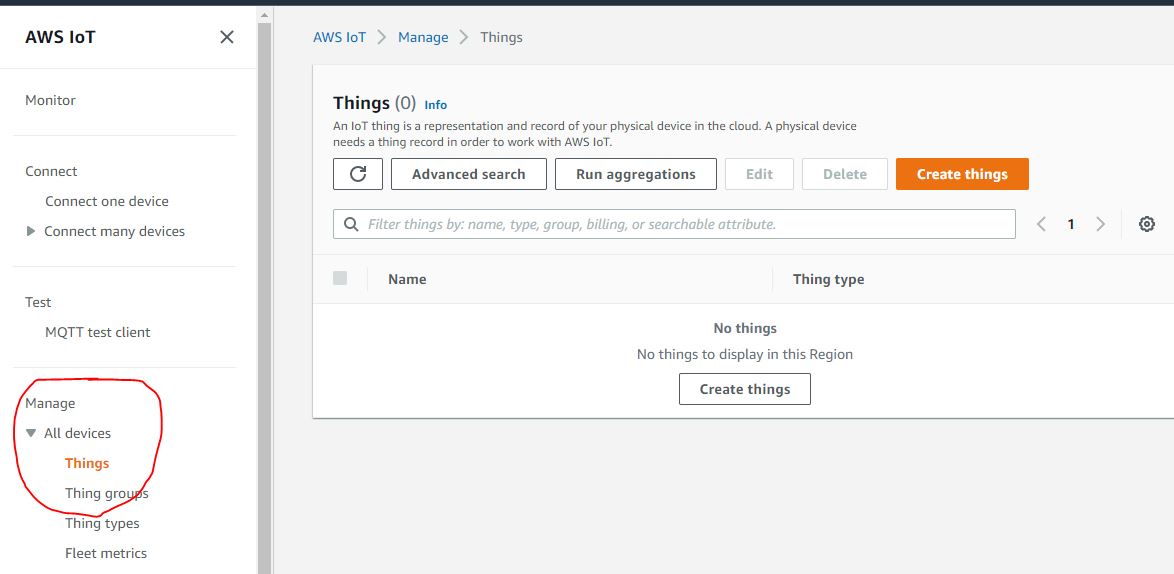 AWS IoT
Monitor
Connect
Connect one device
Connect many devices
Test
MQTT test client
Manage
All devices
Things
Thing groups
Thing types
Fleet metrics
AWS IoT > Manage > Things
Things (0) Info
An IoT thing is a representation and record of your physical device in the cloud. A physical device
needs a thing record in order to work with AWS IoT.
Advanced search Run aggregations Edit Delete Create things
Filter things by: name, type, group, billing, or searchable attribute. 1
Name Thing type
No things
No things to display in this Region
Create things